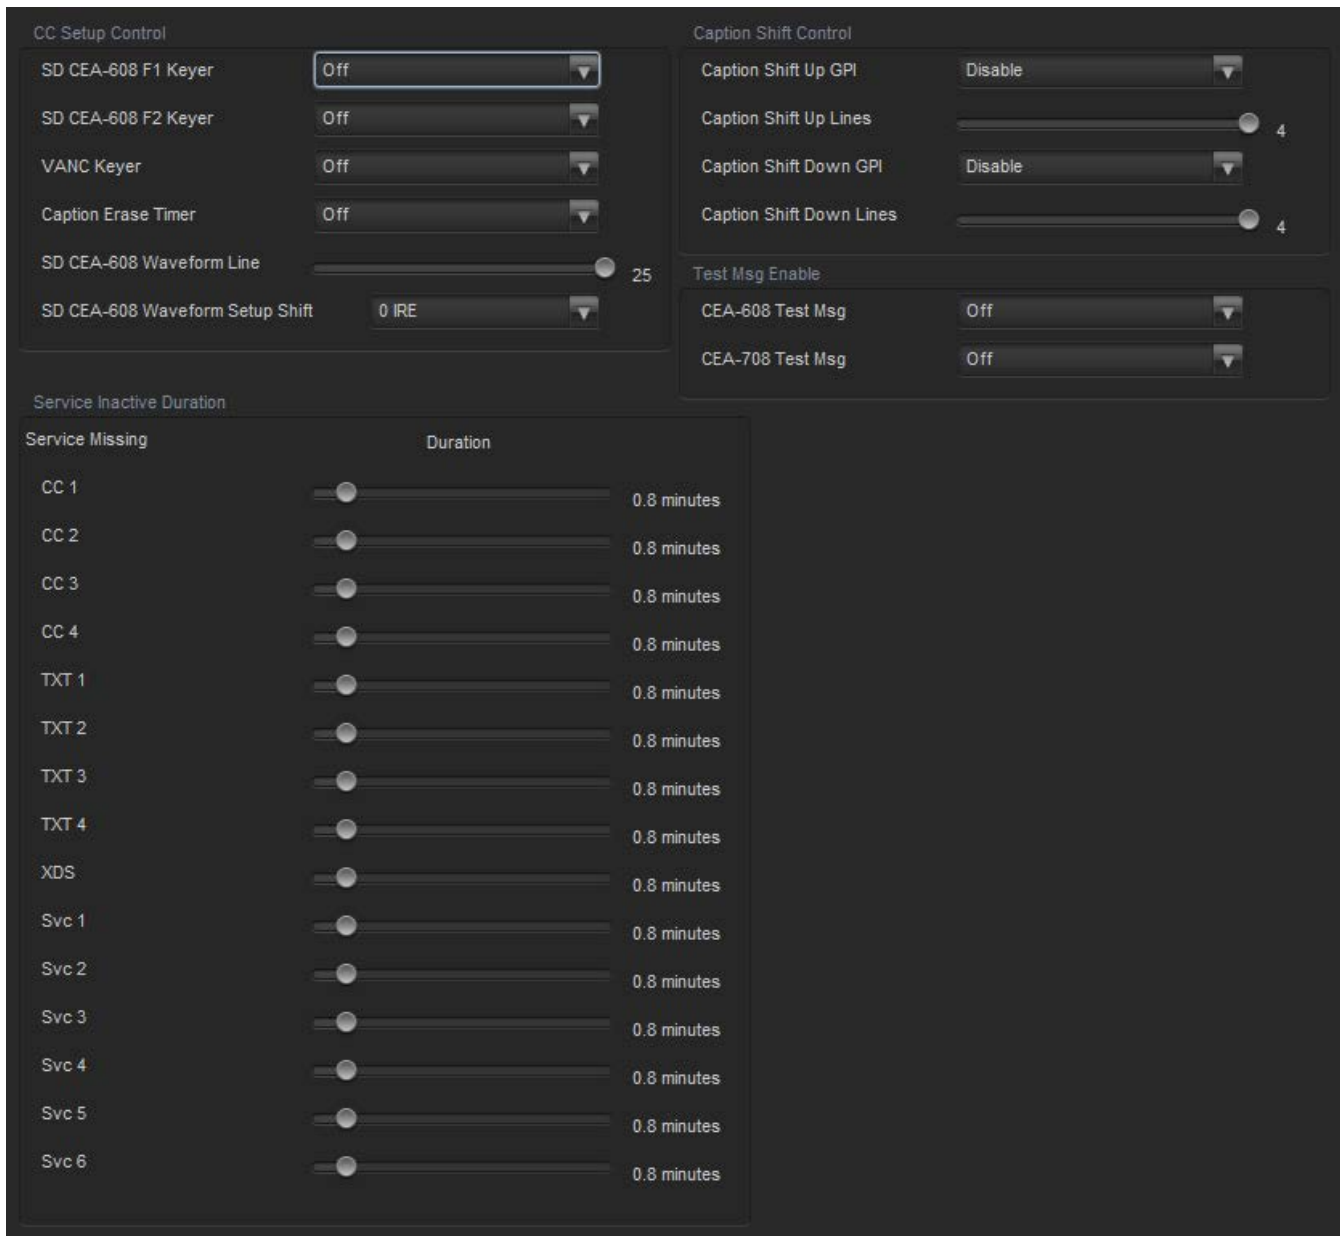 CC Setup Control
SD CEA-608 F1 Keyer Off
SD CEA-608 F2 Keyer Off
VANC Keyer Off
Caption Erase Timer Off
SD CEA-608 Waveform Line 25
SD CEA-608 Waveform Setup Shift 0 IRE
Caption Shift Control
Caption Shift Up GPI Disable
Caption Shift Up Lines 4
Caption Shift Down GPI Disable
Caption Shift Down Lines 4
Test Msg Enable
CEA-608 Test Msg Off
CEA-708 Test Msg Off
Service Inactive Duration
Service Missing Duration
CC 1 0.8 minutes
CC 2 0.8 minutes
CC 3 0.8 minutes
CC 4 0.8 minutes
TXT 1 0.8 minutes
TXT 2 0.8 minutes
TXT 3 0.8 minutes
TXT 4 0.8 minutes
XDS 0.8 minutes
Svc 1 0.8 minutes
Svc 2 0.8 minutes
Svc 3 0.8 minutes
Svc 4 0.8 minutes
Svc 5 0.8 minutes
Svc 6 0.8 minutes